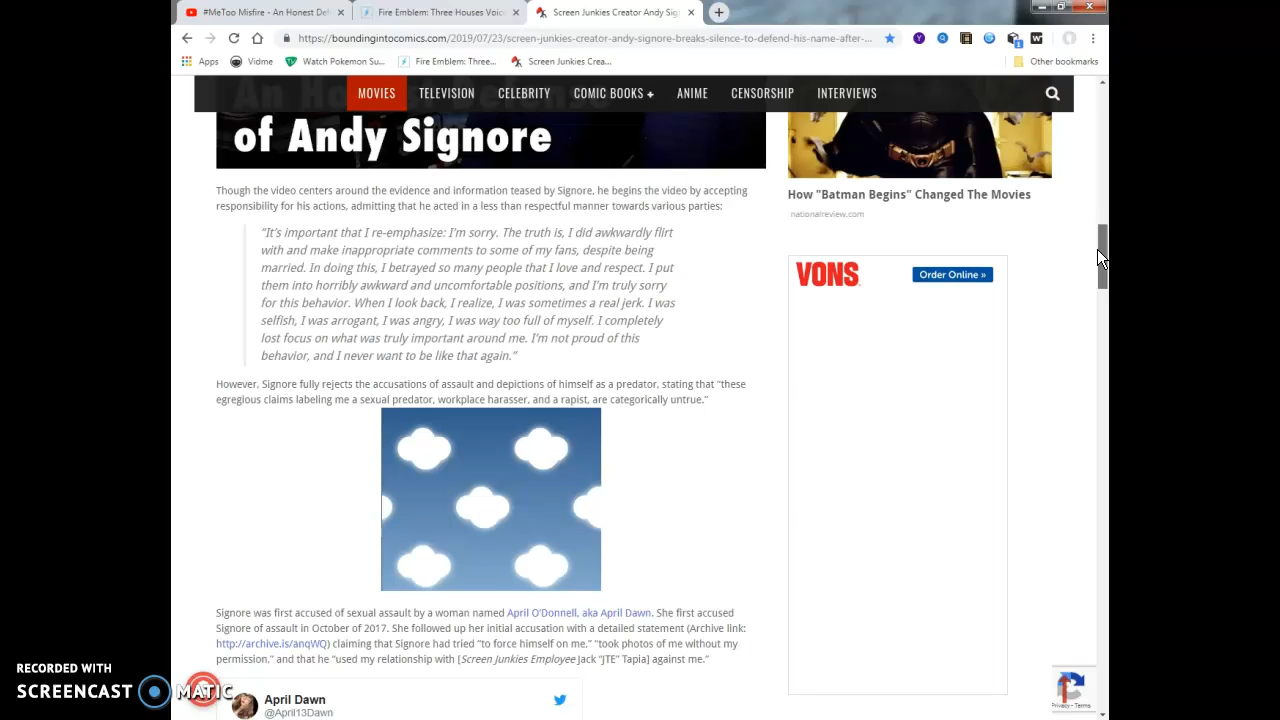 #MeToo Misfire - An Honest De
Fire Emblem: Three Houses Voic
Screen Junkies Creator Andy Sig
https://boundingintocomics.com/2019/07/23/screen-junkies-creator-andy-signore-breaks-silence-to-defend-his-name-after-...
Apps
Vidme
Watch Pokemon Su...
Fire Emblem: Three...
Screen Junkies Crea...
Other bookmarks
MOVIES TELEVISION CELEBRITY COMIC BOOKS + ANIME CENSORSHIP INTERVIEWS
of Andy Signore
Though the video centers around the evidence and information teased by Signore, he begins the video by accepting
responsibility for his actions, admitting that he acted in a less than respectful manner towards various parties:
“It’s important that I re-emphasize: I’m sorry. The truth is, I did awkwardly flirt
with and make inappropriate comments to some of my fans, despite being
married. In doing this, I betrayed so many people that I love and respect. I put
them into horribly awkward and uncomfortable positions, and I’m truly sorry
for this behavior. When I look back, I realize, I was sometimes a real jerk. I was
selfish, I was arrogant, I was angry, I was way too full of myself. I completely
lost focus on what was truly important around me. I’m not proud of this
behavior, and I never want to be like that again.”
However, Signore fully rejects the accusations of assault and depictions of himself as a predator, stating that “these
egregious claims labeling me a sexual predator, workplace harasser, and a rapist, are categorically untrue.”
Signore was first accused of sexual assault by a woman named April O’Donnell, aka April Dawn. She first accused
Signore of assault in October of 2017. She followed up her initial accusation with a detailed statement (Archive link:
http://archive.is/anqWQ) claiming that Signore had tried “to force himself on me,” “took photos of me without my
permission,” and that he “used my relationship with [Screen Junkies Employee Jack “JTE” Tapia] against me.”
April Dawn
@April13Dawn
How "Batman Begins" Changed The Movies
nationalreview.com
VONS
Order Online »
Privacy - Terms
RECORDED WITH
SCREENCAST MATIC